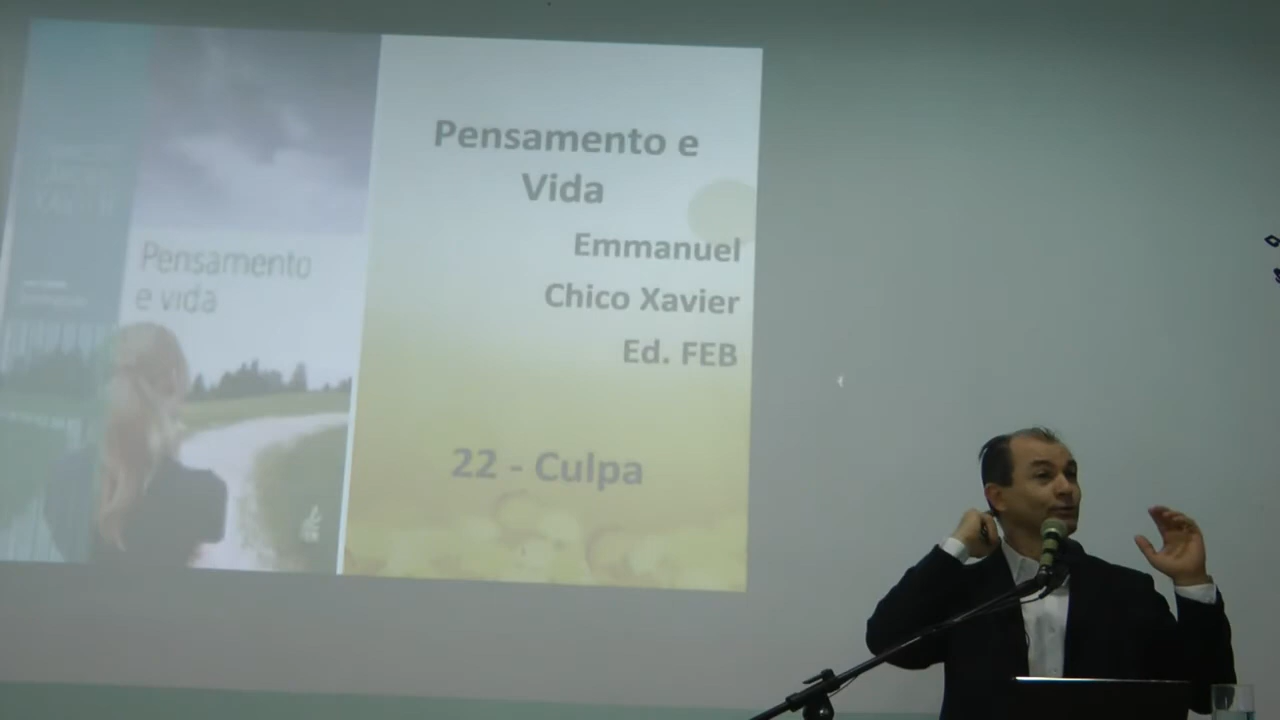 Pensamento
e vida
Pensamento e
Vida
Emmanuel
Chico Xavier
Ed. FEB
22 - Culpa